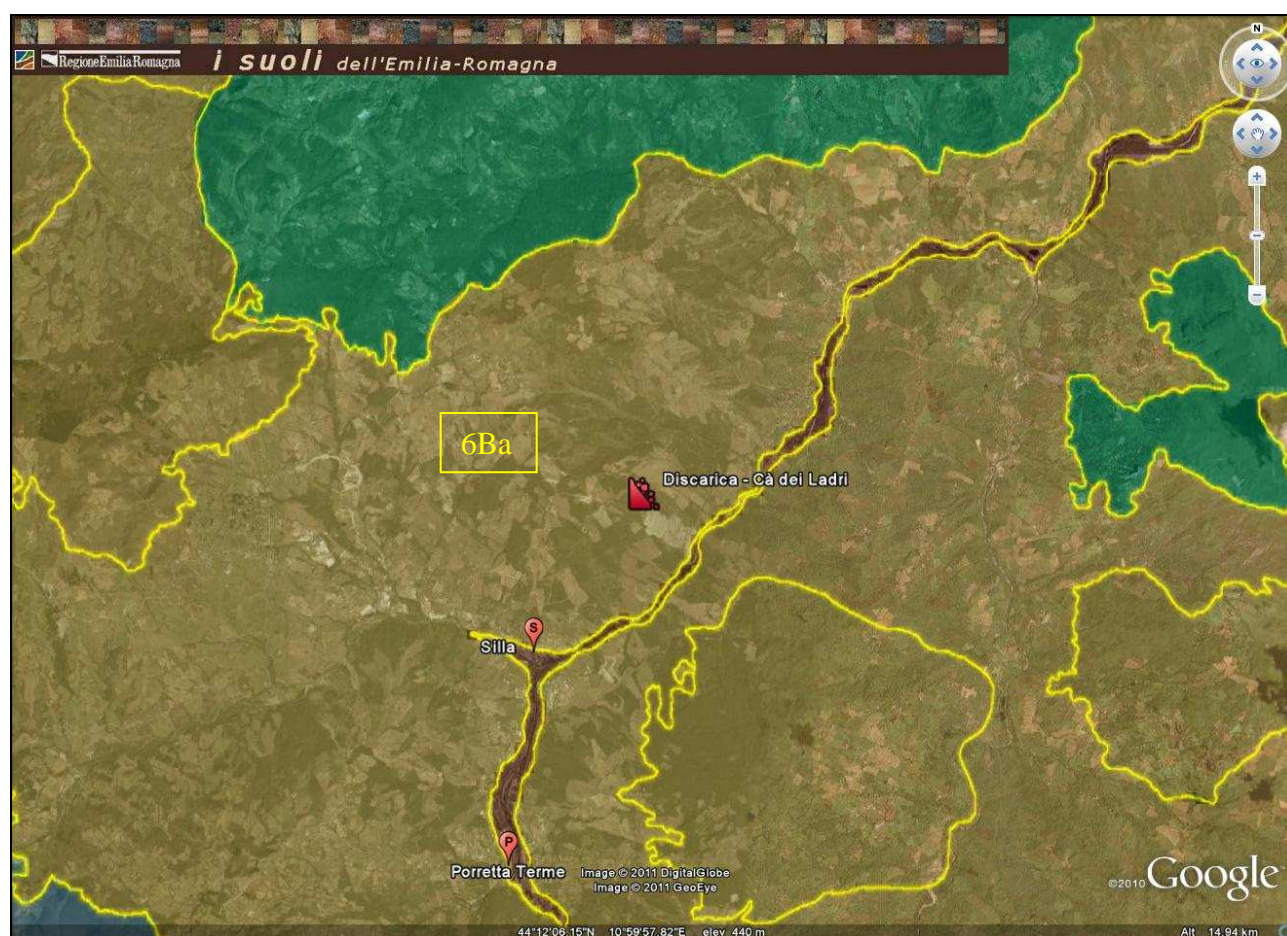 RegioneEmiliaRomagna
i suoli dell'Emilia-Romagna
N
6Ba
Discarica - Cà dei Ladri
S
Silla
P
Porretta Terme
Image © 2011 DigitalGlobe
Image © 2011 GeoEye
©2010 Google
44°12'06.15"N 10°59'57.82"E elev 440 m
Alt 14.94 km